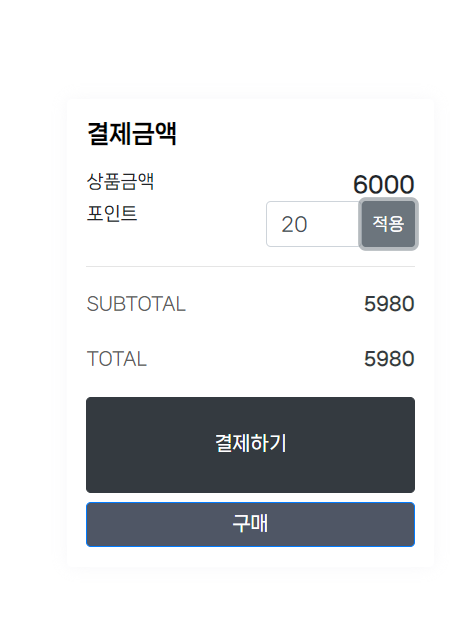 결제금액
상품금액 6000
포인트 20 적용
SUBTOTAL 5980
TOTAL 5980
결제하기
구매